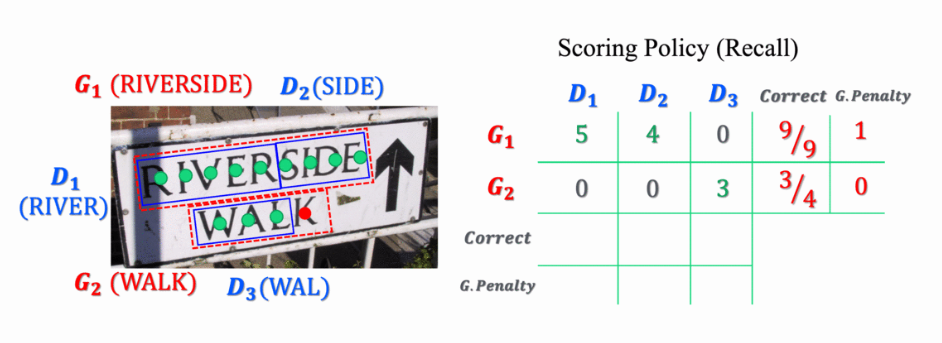 Scoring Policy (Recall)
G1 (RIVERSIDE) D2 (SIDE)
D1
(RIVER)
RIVERSIDE
WALK
G2 (WALK) D3 (WAL)
D1 D2 D3 Correct G.Penalty
G1 5 4 0 9/9 1
G2 0 0 3 3/4 0
Correct
G.Penalty